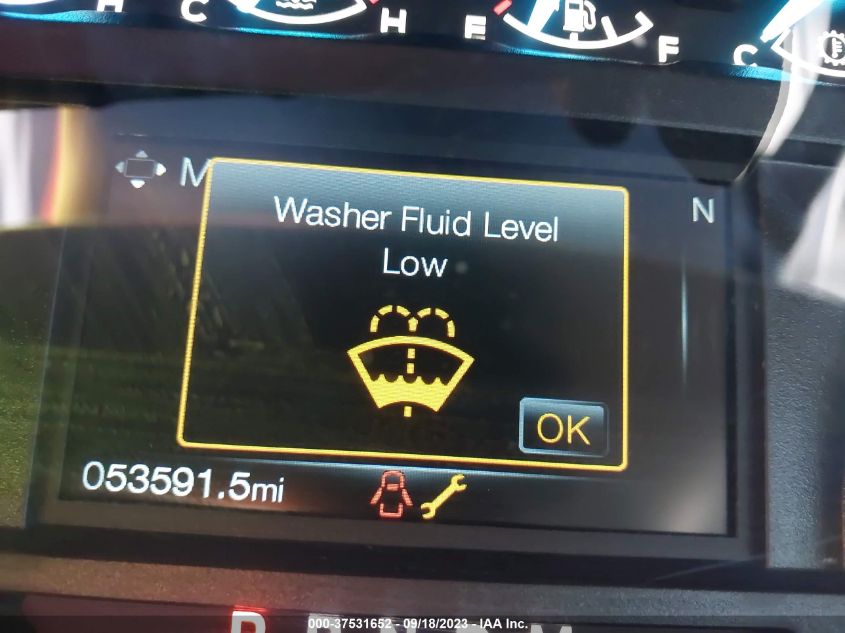 H C H E F C
M N
Washer Fluid Level
Low
OK
053591.5mi
000-37531652 - 09/18/2023 - IAA Inc.